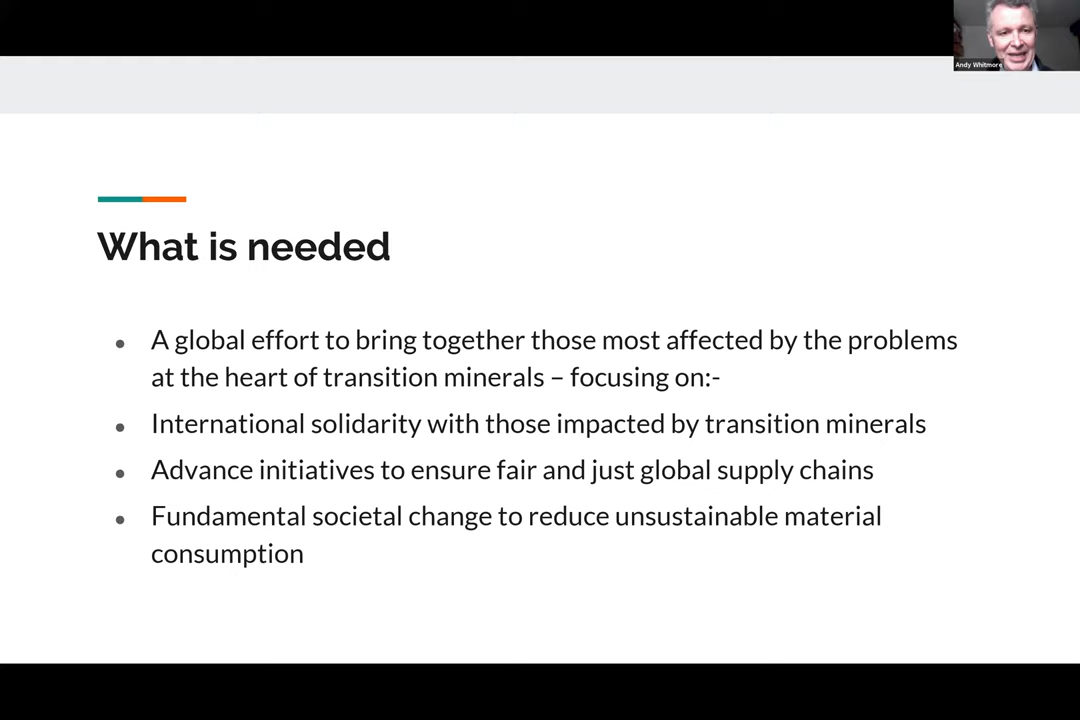 Andy Whitmore
What is needed
● A global effort to bring together those most affected by the problems
at the heart of transition minerals – focusing on:-
● International solidarity with those impacted by transition minerals
● Advance initiatives to ensure fair and just global supply chains
● Fundamental societal change to reduce unsustainable material
consumption